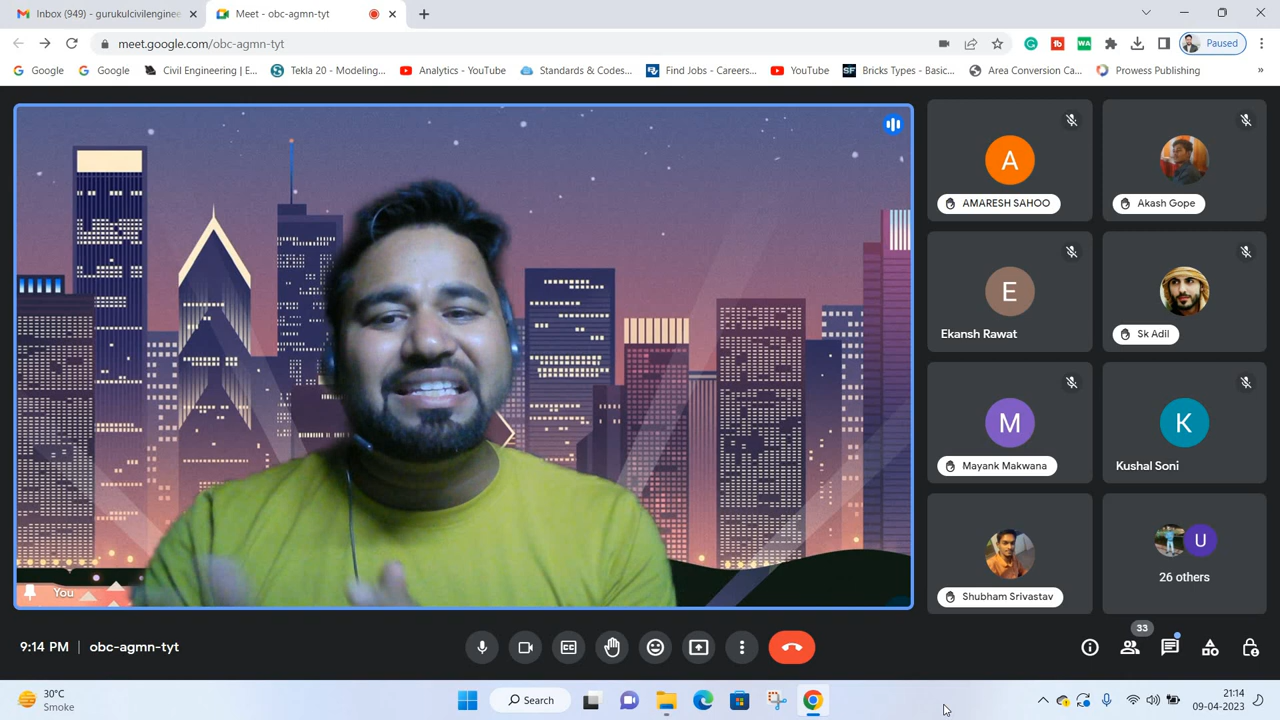 Inbox (949) - gurukulcivilenginee
Meet - obc-agmn-tyt
meet.google.com/obc-agmn-tyt
Paused
Google
Google
Civil Engineering | E...
Tekla 20 - Modeling...
Analytics - YouTube
Standards & Codes...
Find Jobs - Careers...
YouTube
Bricks Types - Basic...
Area Conversion Ca...
Prowess Publishing
»
A
AMARESH SAHOO
Akash Gope
E
Ekansh Rawat
Sk Adil
M
Mayank Makwana
K
Kushal Soni
Shubham Srivastav
U
26 others
You
9:14 PM
obc-agmn-tyt
33
30°C
Smoke
Search
21:14
09-04-2023